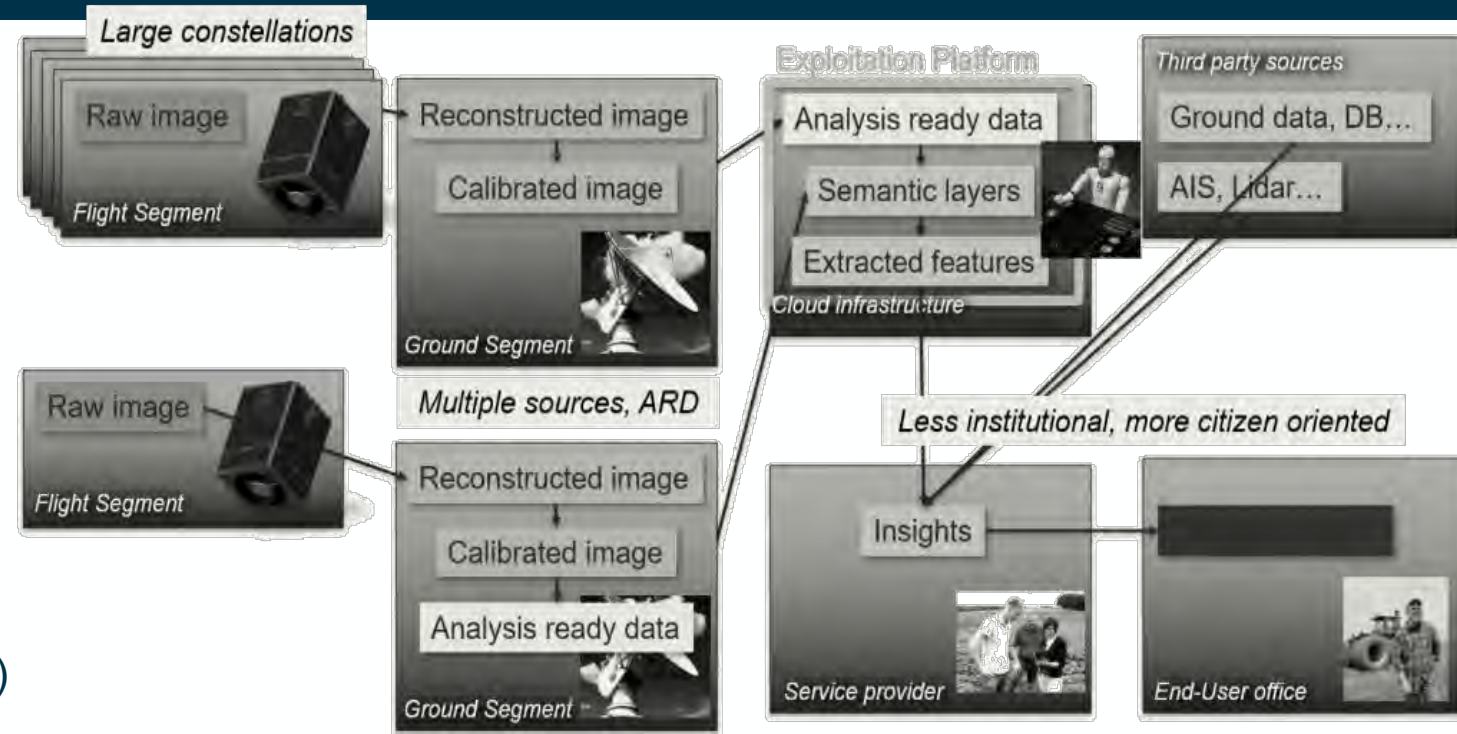 Large constellations
Raw image
Flight Segment
Reconstructed image
Calibrated image
Ground Segment
Exploitation Platform
Analysis ready data
Semantic layers
Extracted features
Cloud infrastructure
Third party sources
Ground data, DB...
AIS, Lidar...
Raw image
Flight Segment
Multiple sources, ARD
Reconstructed image
Calibrated image
Analysis ready data
Ground Segment
Less institutional, more citizen oriented
Insights
Service provider
End-User office
)